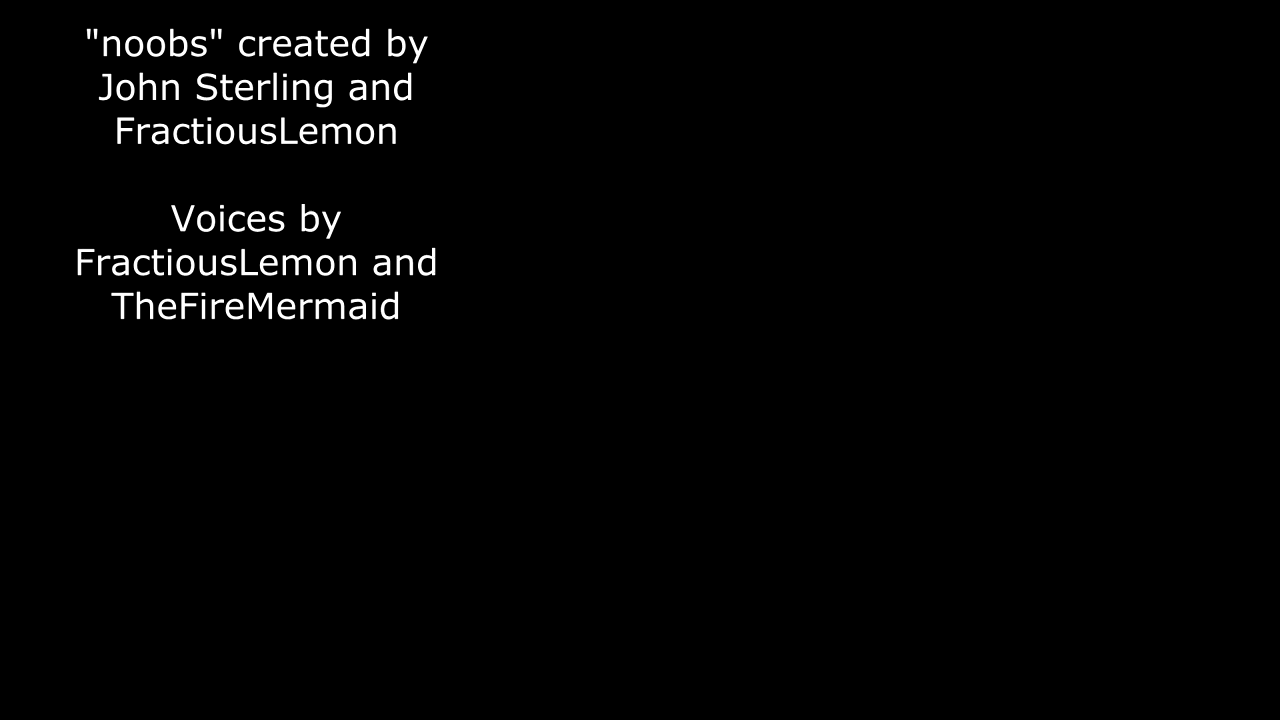 "noobs" created by
John Sterling and
FractiousLemon
Voices by
FractiousLemon and
TheFireMermaid